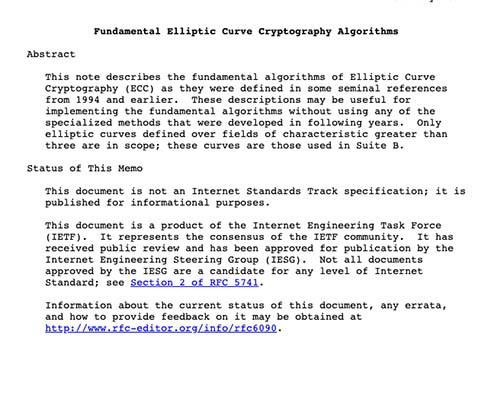 Fundamental Elliptic Curve Cryptography Algorithms
Abstract
This note describes the fundamental algorithms of Elliptic Curve
Cryptography (ECC) as they were defined in some seminal references
from 1994 and earlier. These descriptions may be useful for
implementing the fundamental algorithms without using any of the
specialized methods that were developed in following years. Only
elliptic curves defined over fields of characteristic greater than
three are in scope; these curves are those used in Suite B.
Status of This Memo
This document is not an Internet Standards Track specification; it is
published for informational purposes.
This document is a product of the Internet Engineering Task Force
(IETF). It represents the consensus of the IETF community. It has
received public review and has been approved for publication by the
Internet Engineering Steering Group (IESG). Not all documents
approved by the IESG are a candidate for any level of Internet
Standard; see Section 2 of RFC 5741.
Information about the current status of this document, any errata,
and how to provide feedback on it may be obtained at
http://www.rfc-editor.org/info/rfc6090.